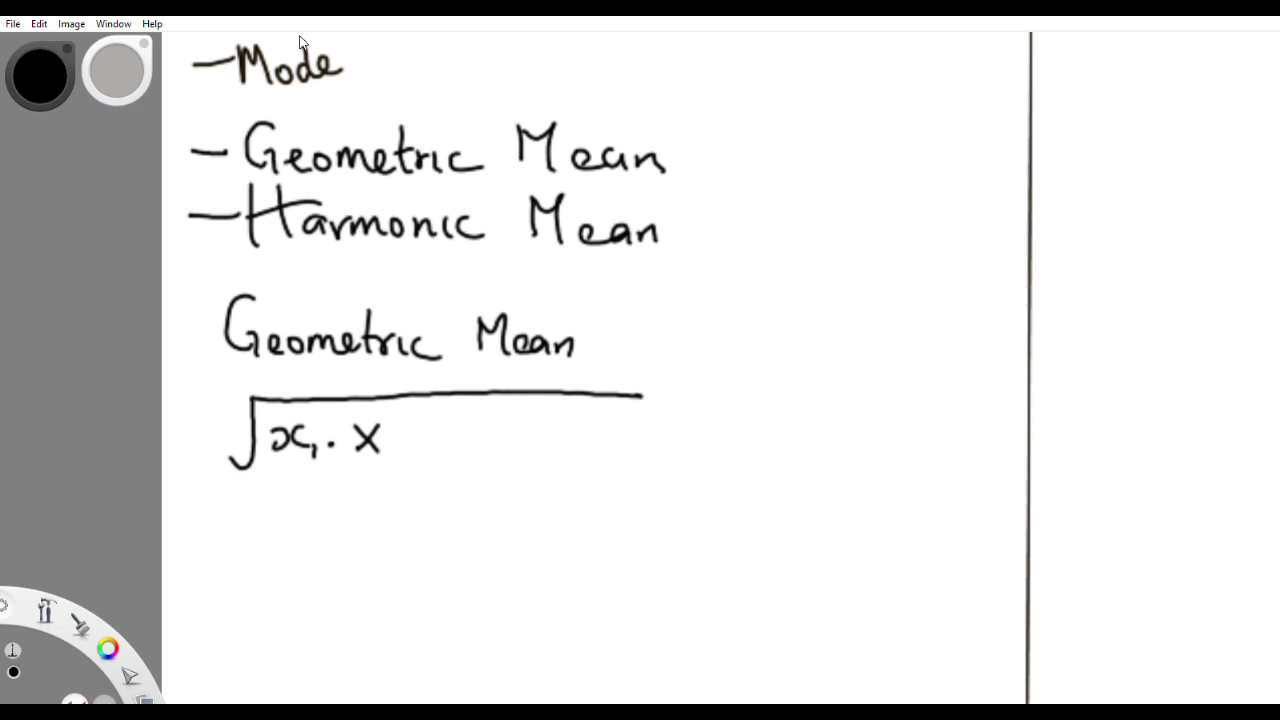 File Edit Image Window Help
- Mode
- Geometric Mean
- Harmonic Mean
Geometric Mean
√x₁ . x